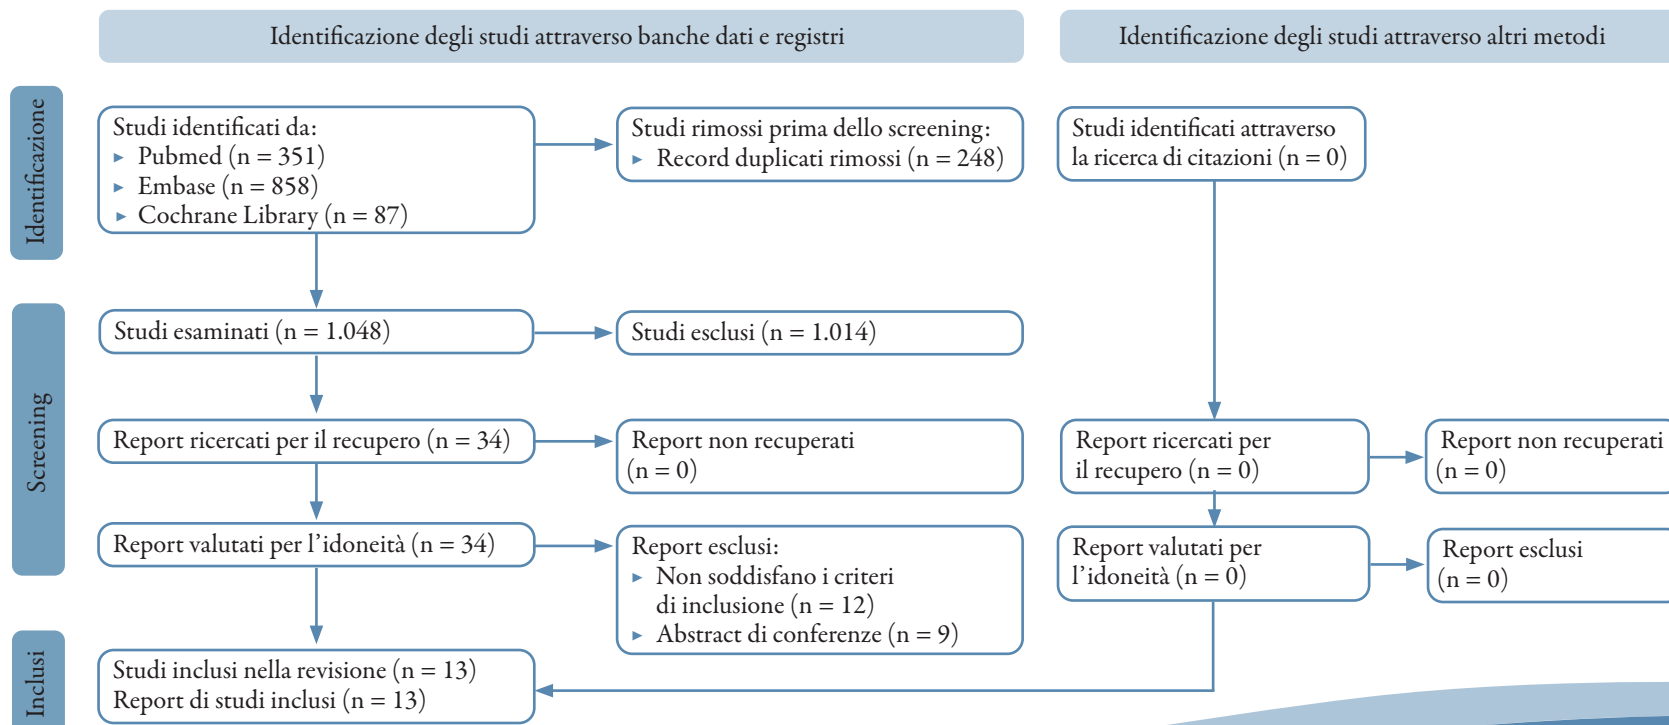 Identificazione degli studi attraverso banche dati e registri
Identificazione degli studi attraverso altri metodi
Identificazione
Studi identificati da:
▸ Pubmed (n = 351)
▸ Embase (n = 858)
▸ Cochrane Library (n = 87)
Studi rimossi prima dello screening:
▸ Record duplicati rimossi (n = 248)
Studi identificati attraverso
la ricerca di citazioni (n = 0)
Screening
Studi esaminati (n = 1.048)
Studi esclusi (n = 1.014)
Report ricercati per il recupero (n = 34)
Report non recuperati
(n = 0)
Report ricercati per
il recupero (n = 0)
Report non recuperati
(n = 0)
Report valutati per l’idoneità (n = 34)
Report esclusi:
▸ Non soddisfano i criteri
di inclusione (n = 12)
▸ Abstract di conferenze (n = 9)
Report valutati per
l’idoneità (n = 0)
Report esclusi
(n = 0)
Inclusi
Studi inclusi nella revisione (n = 13)
Report di studi inclusi (n = 13)